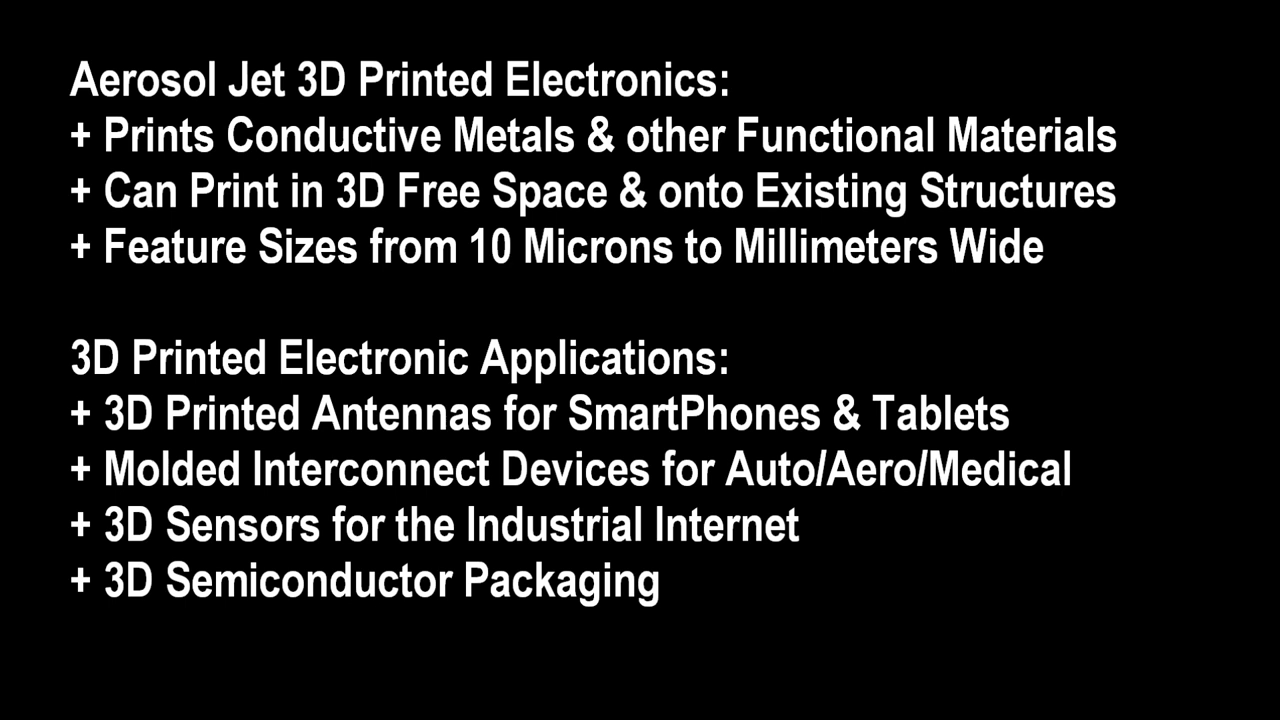 Aerosol Jet 3D Printed Electronics:
+ Prints Conductive Metals & other Functional Materials
+ Can Print in 3D Free Space & onto Existing Structures
+ Feature Sizes from 10 Microns to Millimeters Wide
3D Printed Electronic Applications:
+ 3D Printed Antennas for SmartPhones & Tablets
+ Molded Interconnect Devices for Auto/Aero/Medical
+ 3D Sensors for the Industrial Internet
+ 3D Semiconductor Packaging